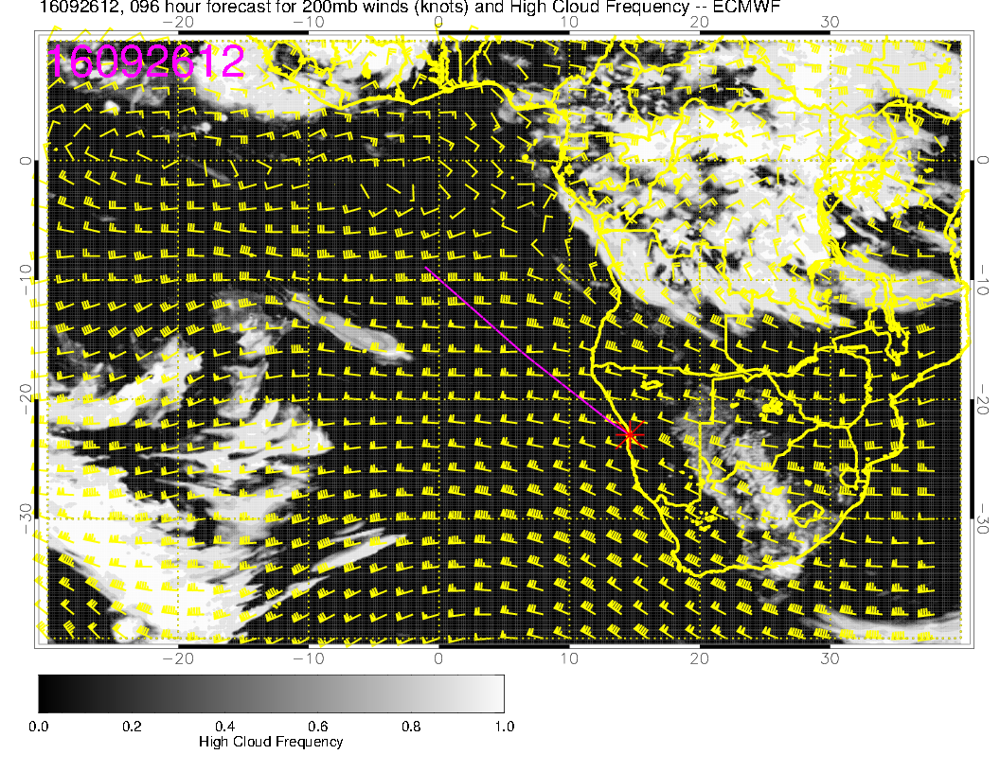 16092612, 096 hour forecast for 200mb winds (knots) and High Cloud Frequency -- ECMWF
−20 −10 0 10 20 30
16092612
0 0
−10 −10
−20 −20
−30 −30
−20 −10 0 10 20 30
0.0 0.2 0.4 0.6 0.8 1.0
High Cloud Frequency